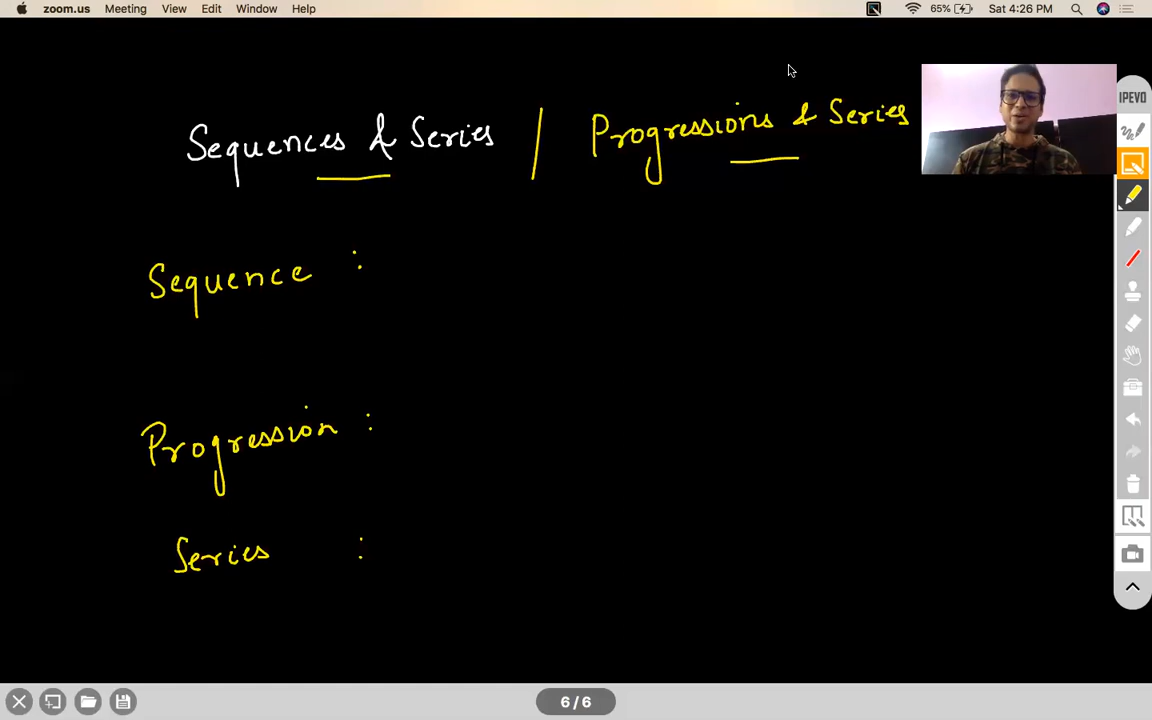 zoom.us Meeting View Edit Window Help 65% Sat 4:26 PM
Sequences & Series / Progressions & Series
IPEVO
Sequence :
Progression :
Series :
6 / 6